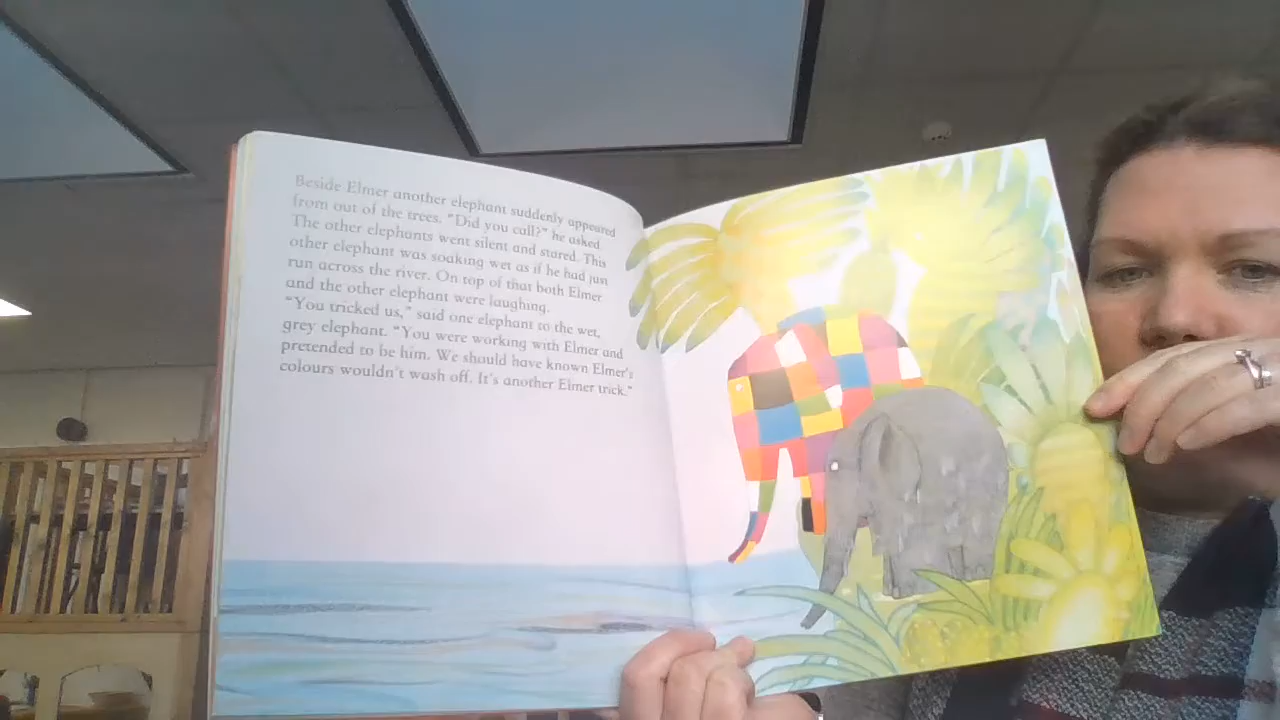 Beside Elmer another elephant suddenly appeared
from out of the trees. "Did you call?" he asked.
The other elephants went silent and stared. This
other elephant was soaking wet as if he had just
run across the river. On top of that both Elmer
and the other elephant were laughing.
"You tricked us," said one elephant to the wet,
grey elephant. "You were working with Elmer and
pretended to be him. We should have known Elmer's
colours wouldn't wash off. It's another Elmer trick."